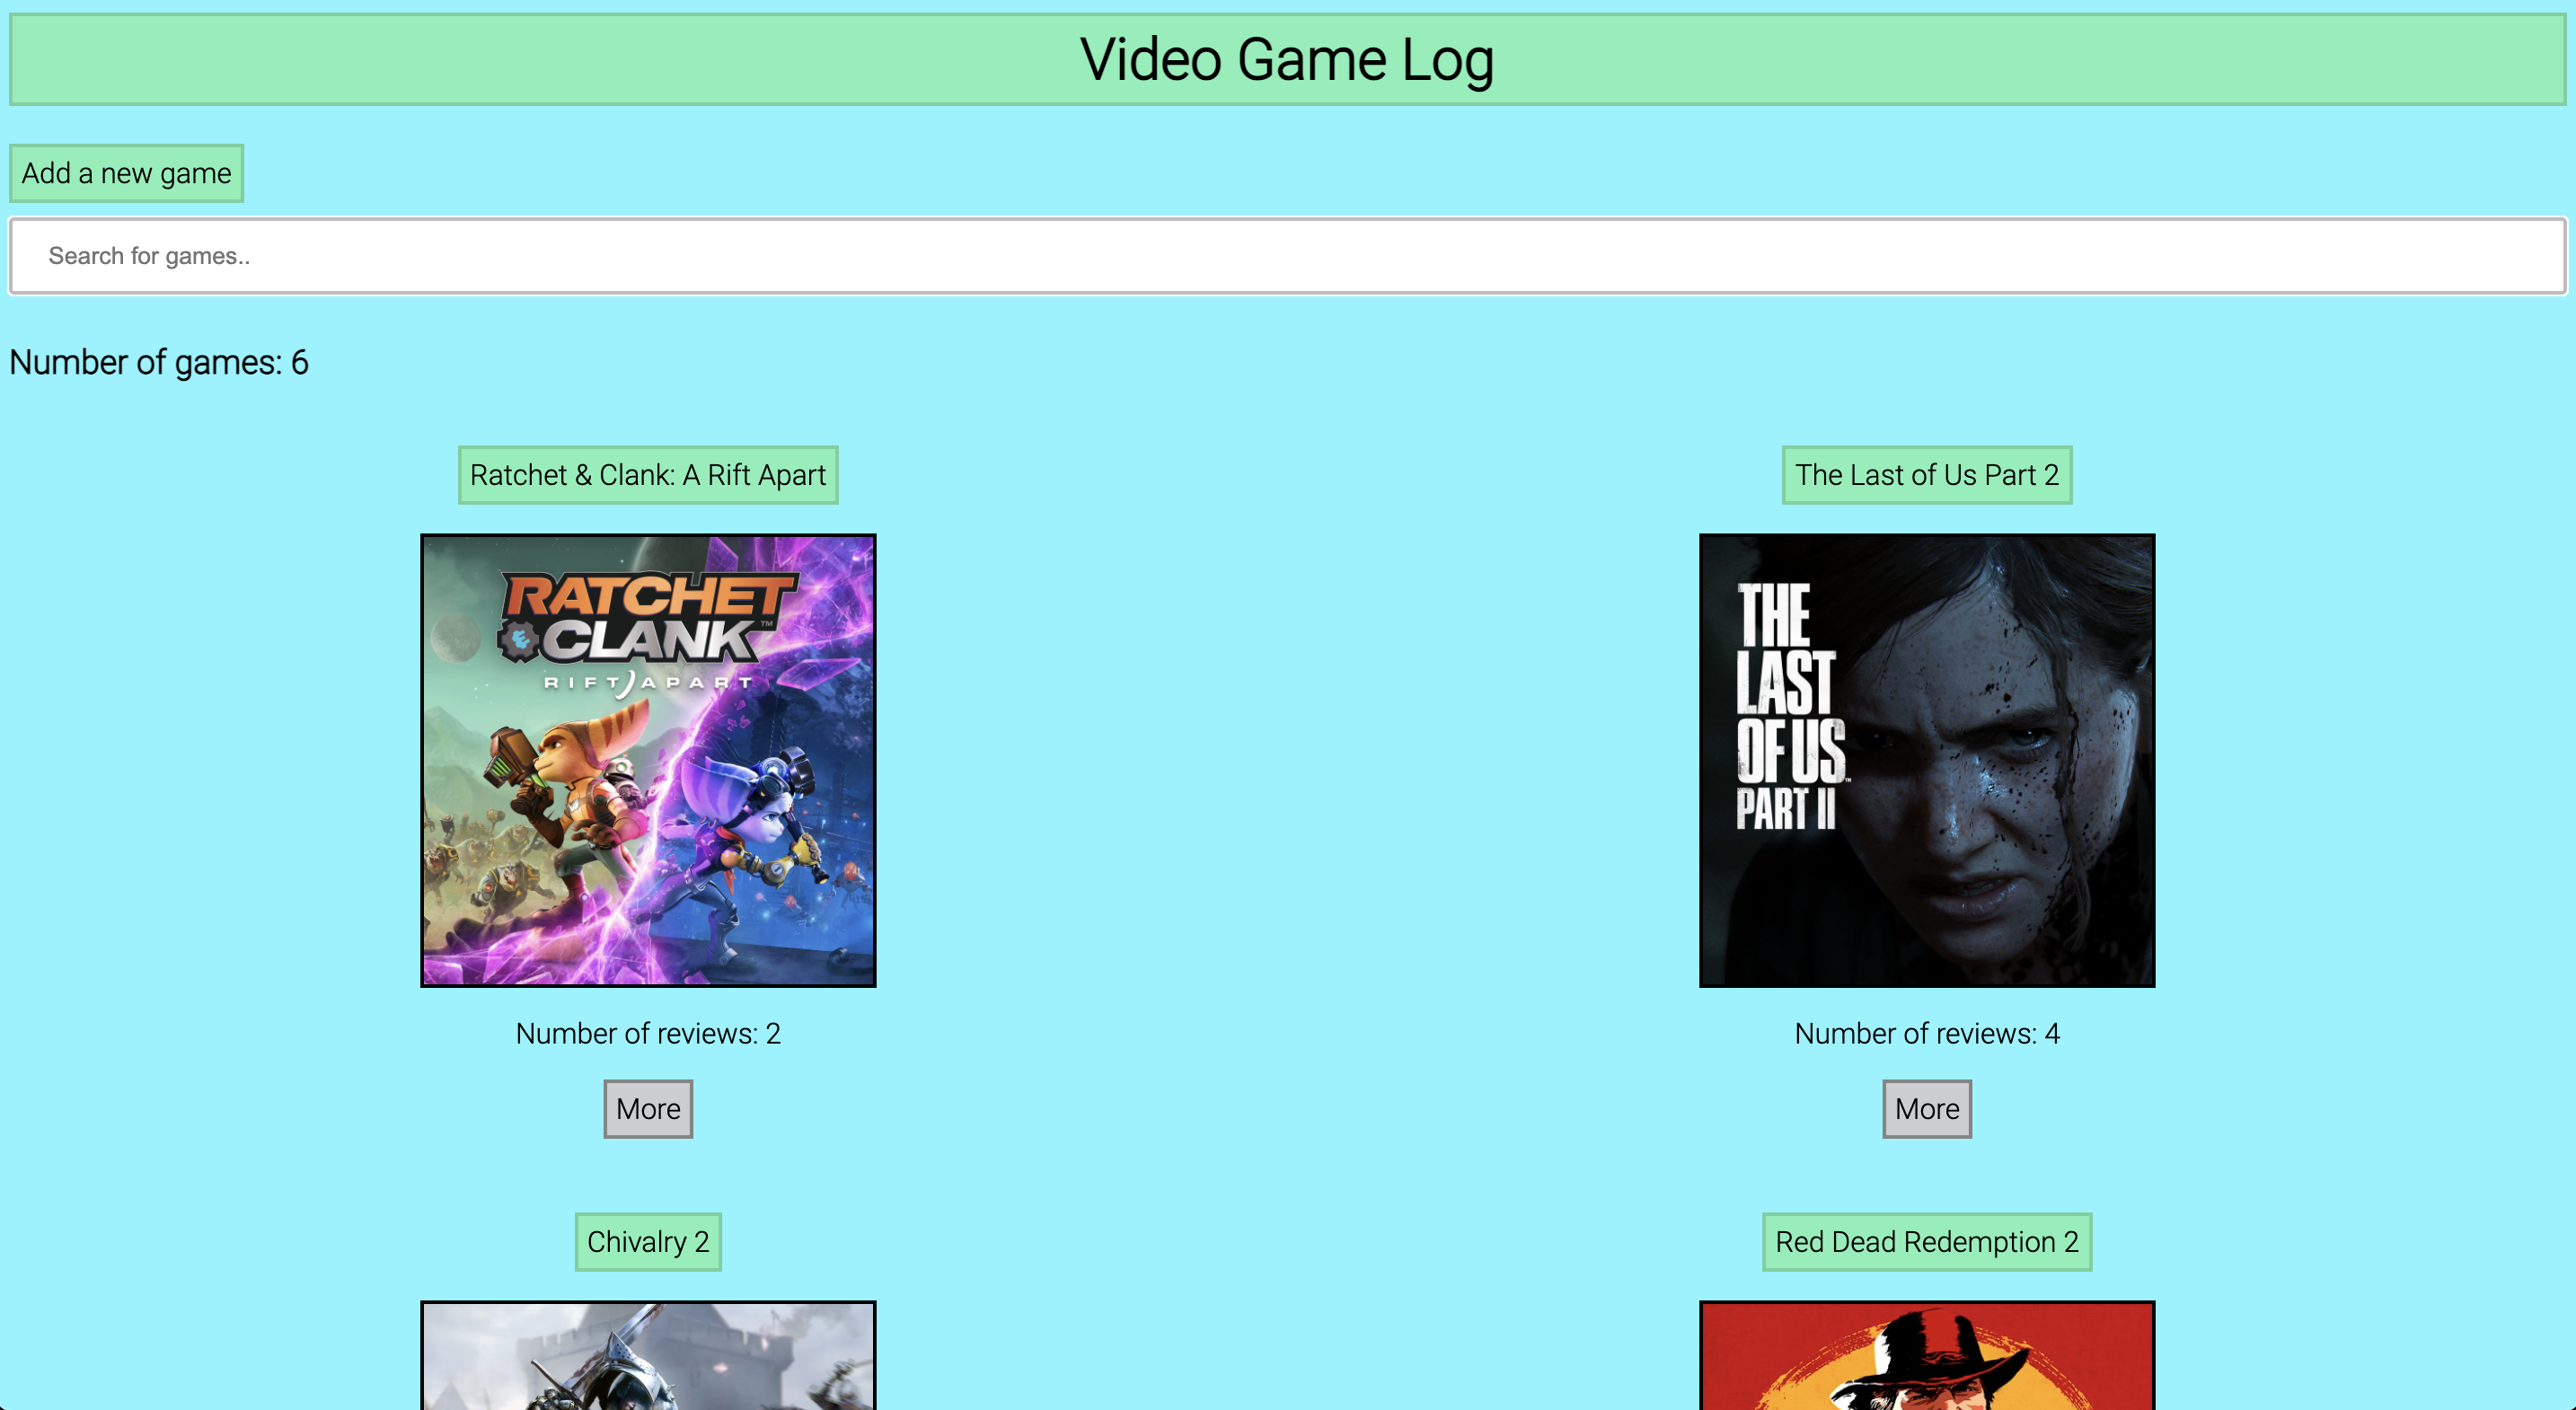 Video Game Log
Add a new game
Search for games..
Number of games: 6
Ratchet & Clank: A Rift Apart
RATCHET
& CLANK™
RIFT APART
Number of reviews: 2
More
The Last of Us Part 2
THE
LAST
OF US™
PART II
Number of reviews: 4
More
Chivalry 2
Red Dead Redemption 2